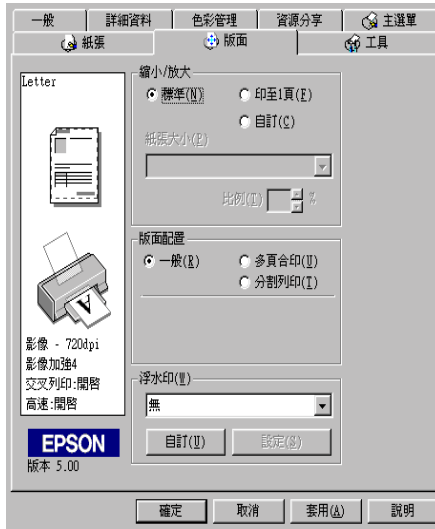 一般 詳細資料 色彩管理 資源分享 主選單
紙張 版面 工具
Letter
縮小/放大
標準(N) 印至1頁(F)
自訂(C)
紙張大小(P)
比例(T) %
版面配置
一般(R) 多頁合印(U)
分割列印(I)
影像 - 720dpi
影像加強4
交叉列印:開啓
高速:開啓
浮水印(W)
無
自訂(U) 設定(S)
EPSON
版本 5.00
確定 取消 套用(A) 說明